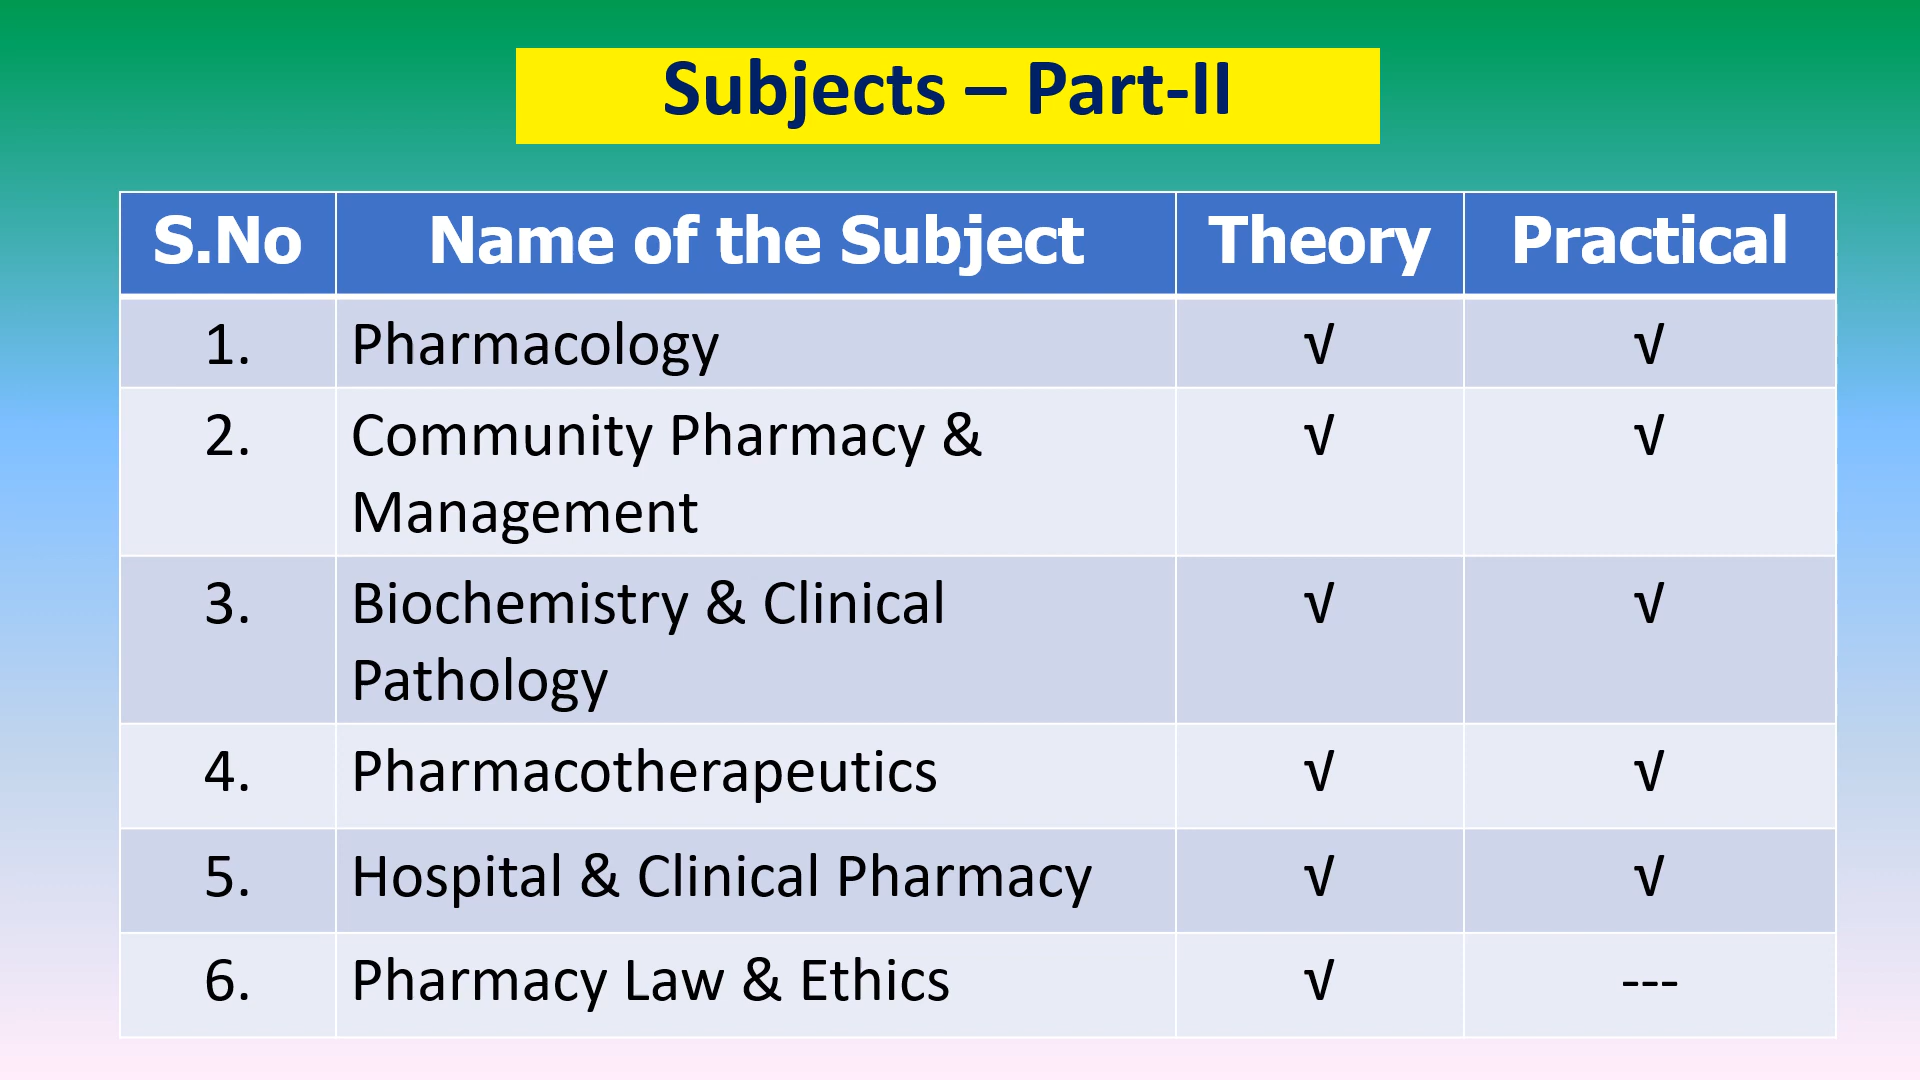 Subjects – Part-II
S.No Name of the Subject Theory Practical
1. Pharmacology √ √
2. Community Pharmacy & √ √
Management
3. Biochemistry & Clinical √ √
Pathology
4. Pharmacotherapeutics √ √
5. Hospital & Clinical Pharmacy √ √
6. Pharmacy Law & Ethics √ ---